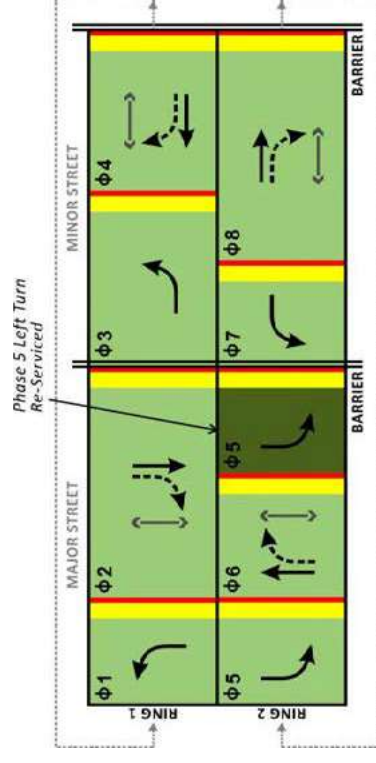 Phase 5 Left Turn
Re-Serviced
MAJOR STREET
MINOR STREET
RING 1
Φ1
Φ2
Φ3
Φ4
RING 2
Φ5
Φ6
Φ5
Φ7
Φ8
BARRIER
BARRIER